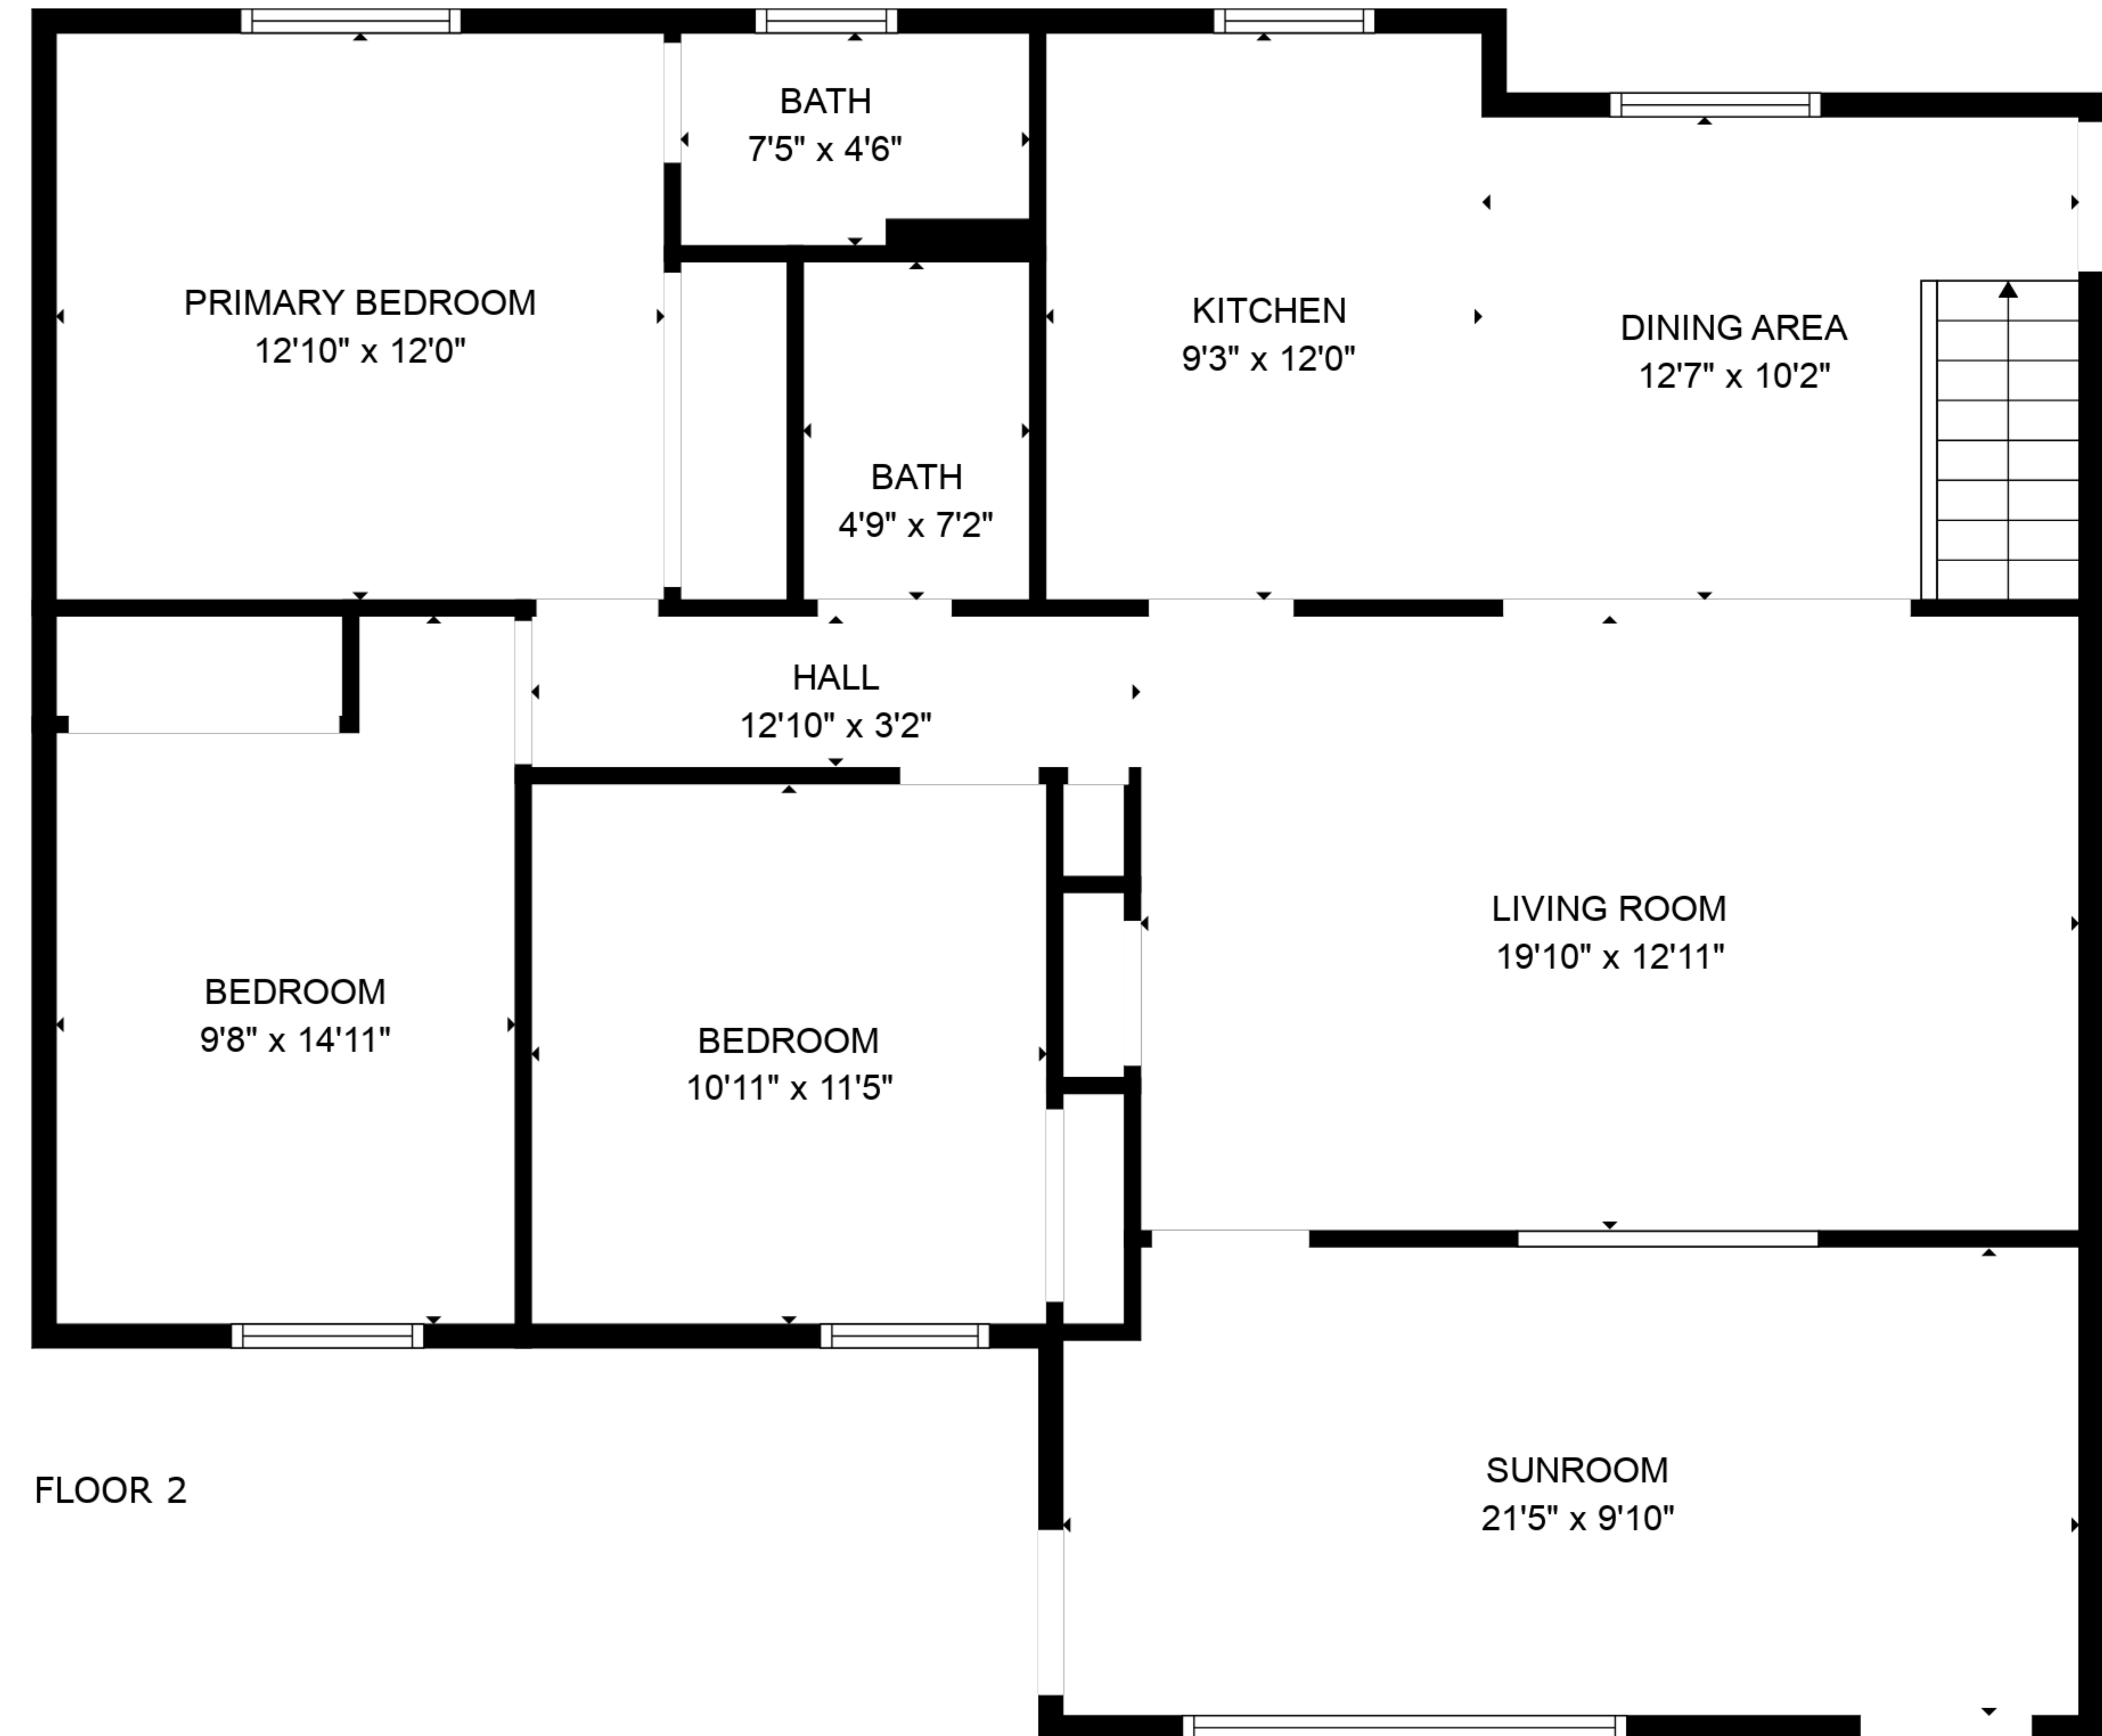 BATH
7'5" x 4'6"
PRIMARY BEDROOM
12'10" x 12'0"
KITCHEN
9'3" x 12'0"
DINING AREA
12'7" x 10'2"
BATH
4'9" x 7'2"
HALL
12'10" x 3'2"
LIVING ROOM
19'10" x 12'11"
BEDROOM
9'8" x 14'11"
BEDROOM
10'11" x 11'5"
SUNROOM
21'5" x 9'10"
FLOOR 2